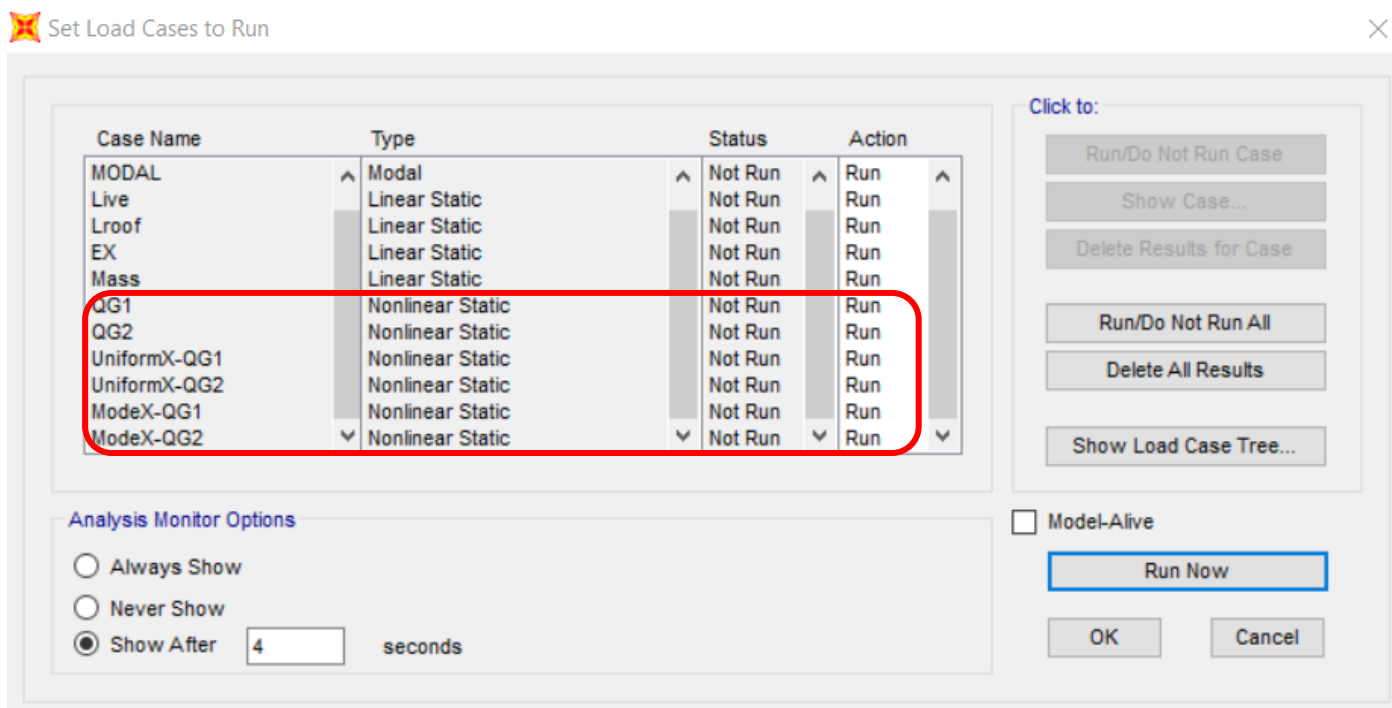 Set Load Cases to Run
Click to:
Case Name Type Status Action
MODAL Modal Not Run Run
Live Linear Static Not Run Run
Lroof Linear Static Not Run Run
EX Linear Static Not Run Run
Mass Linear Static Not Run Run
QG1 Nonlinear Static Not Run Run
QG2 Nonlinear Static Not Run Run
UniformX-QG1 Nonlinear Static Not Run Run
UniformX-QG2 Nonlinear Static Not Run Run
ModeX-QG1 Nonlinear Static Not Run Run
ModeX-QG2 Nonlinear Static Not Run Run
Run/Do Not Run Case
Show Case...
Delete Results for Case
Run/Do Not Run All
Delete All Results
Show Load Case Tree...
Analysis Monitor Options
Always Show
Never Show
Show After 4 seconds
Model-Alive
Run Now
OK Cancel